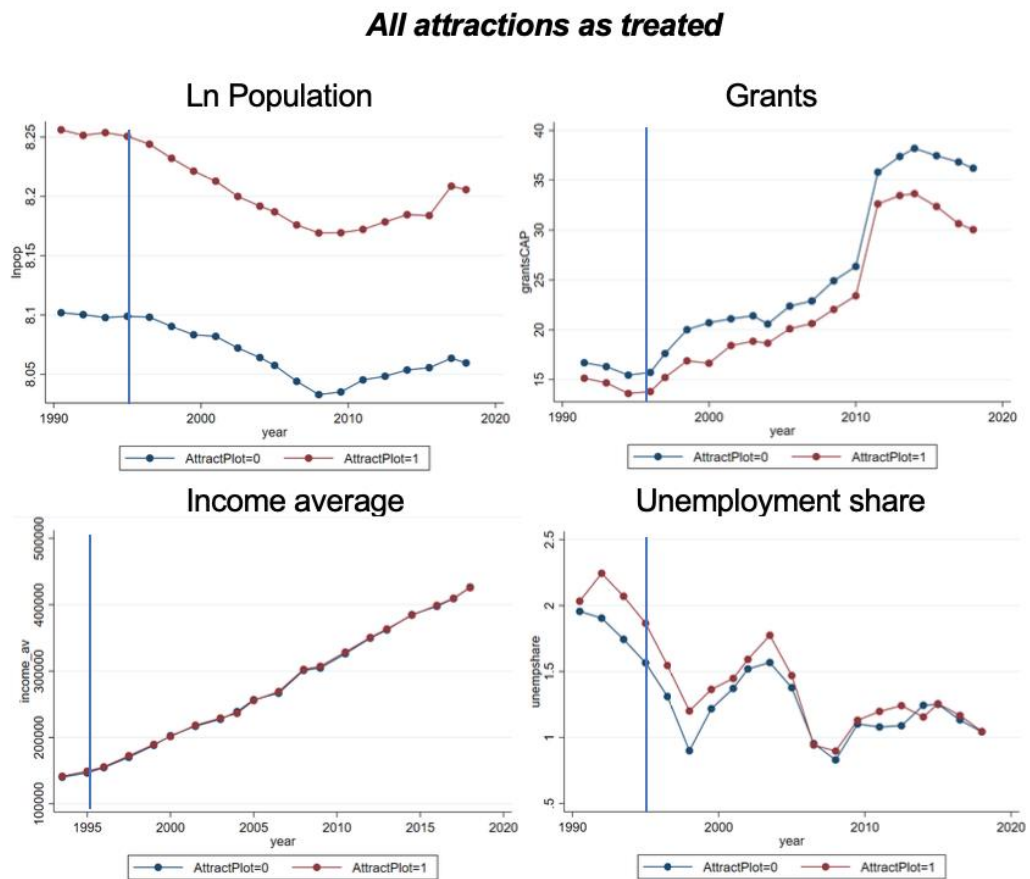 All attractions as treated
Ln Population
Grants
lnpop
8.25
8.2
8.15
8.1
8.05
1990
2000
2010
2020
year
AttractPlot=0
AttractPlot=1
grantsCAP
40
35
30
25
20
15
1990
2000
2010
2020
year
AttractPlot=0
AttractPlot=1
Income average
Unemployment share
income_av
500000
400000
300000
200000
100000
1995
2000
2005
2010
2015
2020
year
AttractPlot=0
AttractPlot=1
unempshare
2.5
2
1.5
1
.5
1990
2000
2010
2020
year
AttractPlot=0
AttractPlot=1